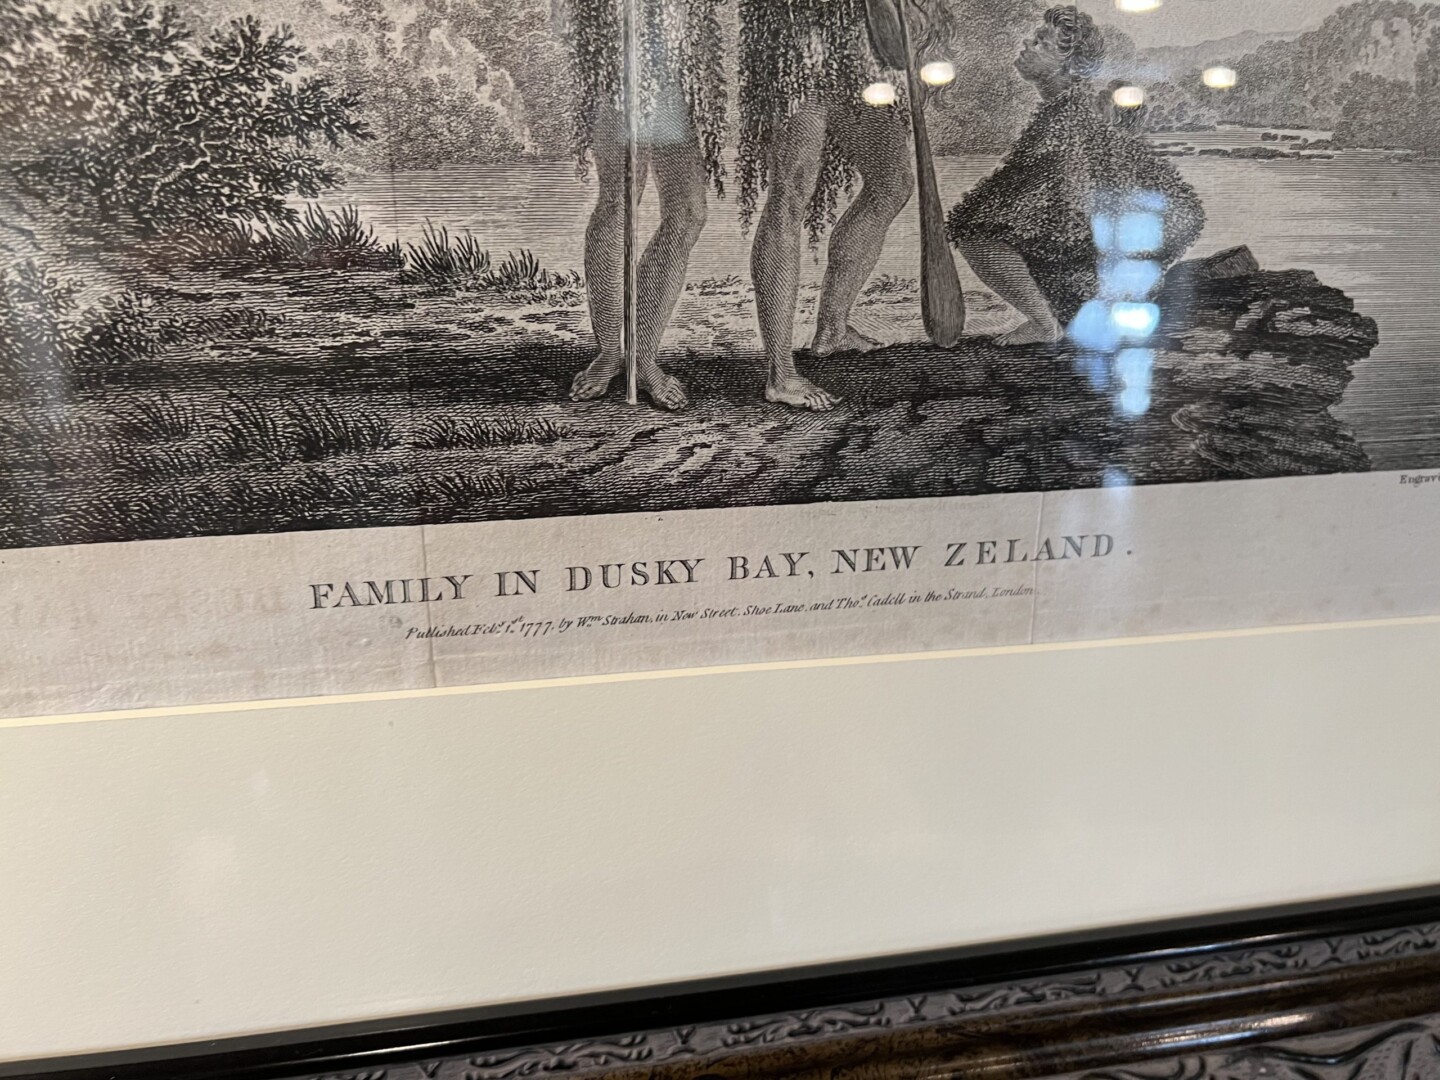 Engrav
FAMILY IN DUSKY BAY, NEW ZELAND.
Published Feb.y 1.st 1777, by W.m Strahan, in New Street, Shoe Lane, and Tho.s Cadell in the Strand, London